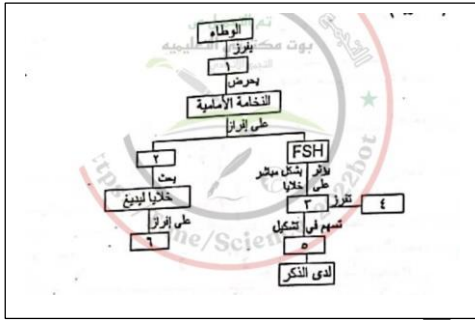 الوطاء
يفرز
١
يحرض
النخامة الأمامية
على إفراز
٢
FSH
يحث
يؤثر بشكل مباشر
على خلايا
خلايا ليديغ
٣
تفرز
٤
على إفراز
تسهم في تشكيل
٦
٥
لدى الذكر